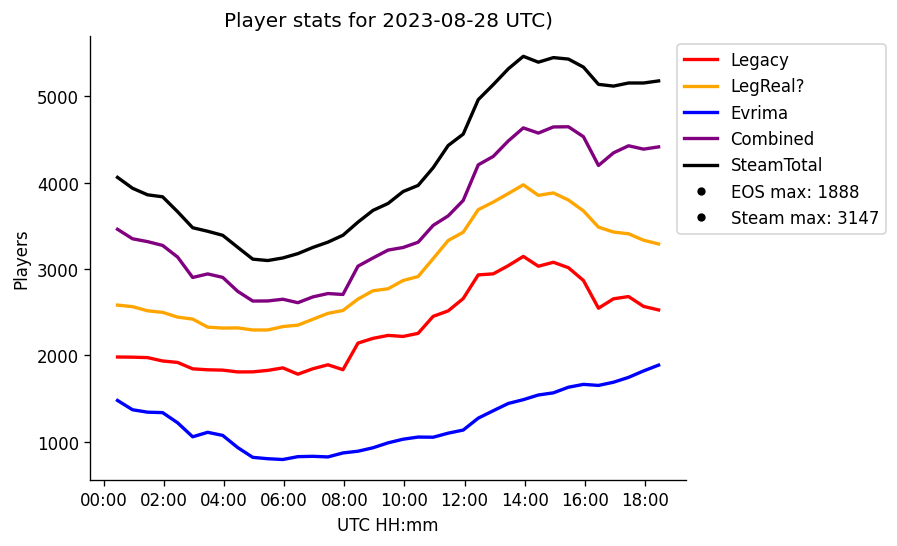 Player stats for 2023-08-28 UTC)
Legacy
LegReal?
Evrima
Combined
SteamTotal
EOS max: 1888
Steam max: 3147
Players
5000
4000
3000
2000
1000
00:00 02:00 04:00 06:00 08:00 10:00 12:00 14:00 16:00 18:00
UTC HH:mm